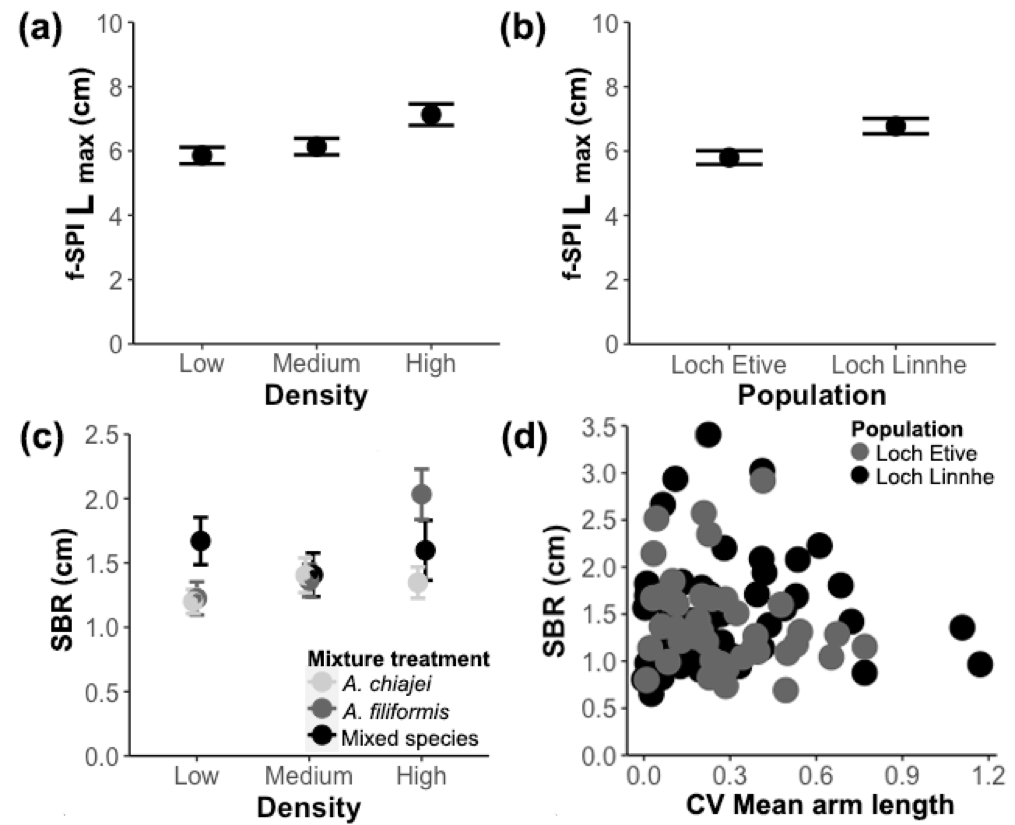 (a)
10
8
6
4
2
0
f-SPI L max (cm)
Low Medium High
Density
(b)
10
8
6
4
2
0
f-SPI L max (cm)
Loch Etive Loch Linnhe
Population
(c)
2.5
2.0
1.5
1.0
0.5
0.0
SBR (cm)
Mixture treatment
A. chiajei
A. filiformis
Mixed species
Low Medium High
Density
(d)
3.5
3.0
2.5
2.0
1.5
1.0
0.5
0.0
SBR (cm)
Population
Loch Etive
Loch Linnhe
0.0 0.3 0.6 0.9 1.2
CV Mean arm length